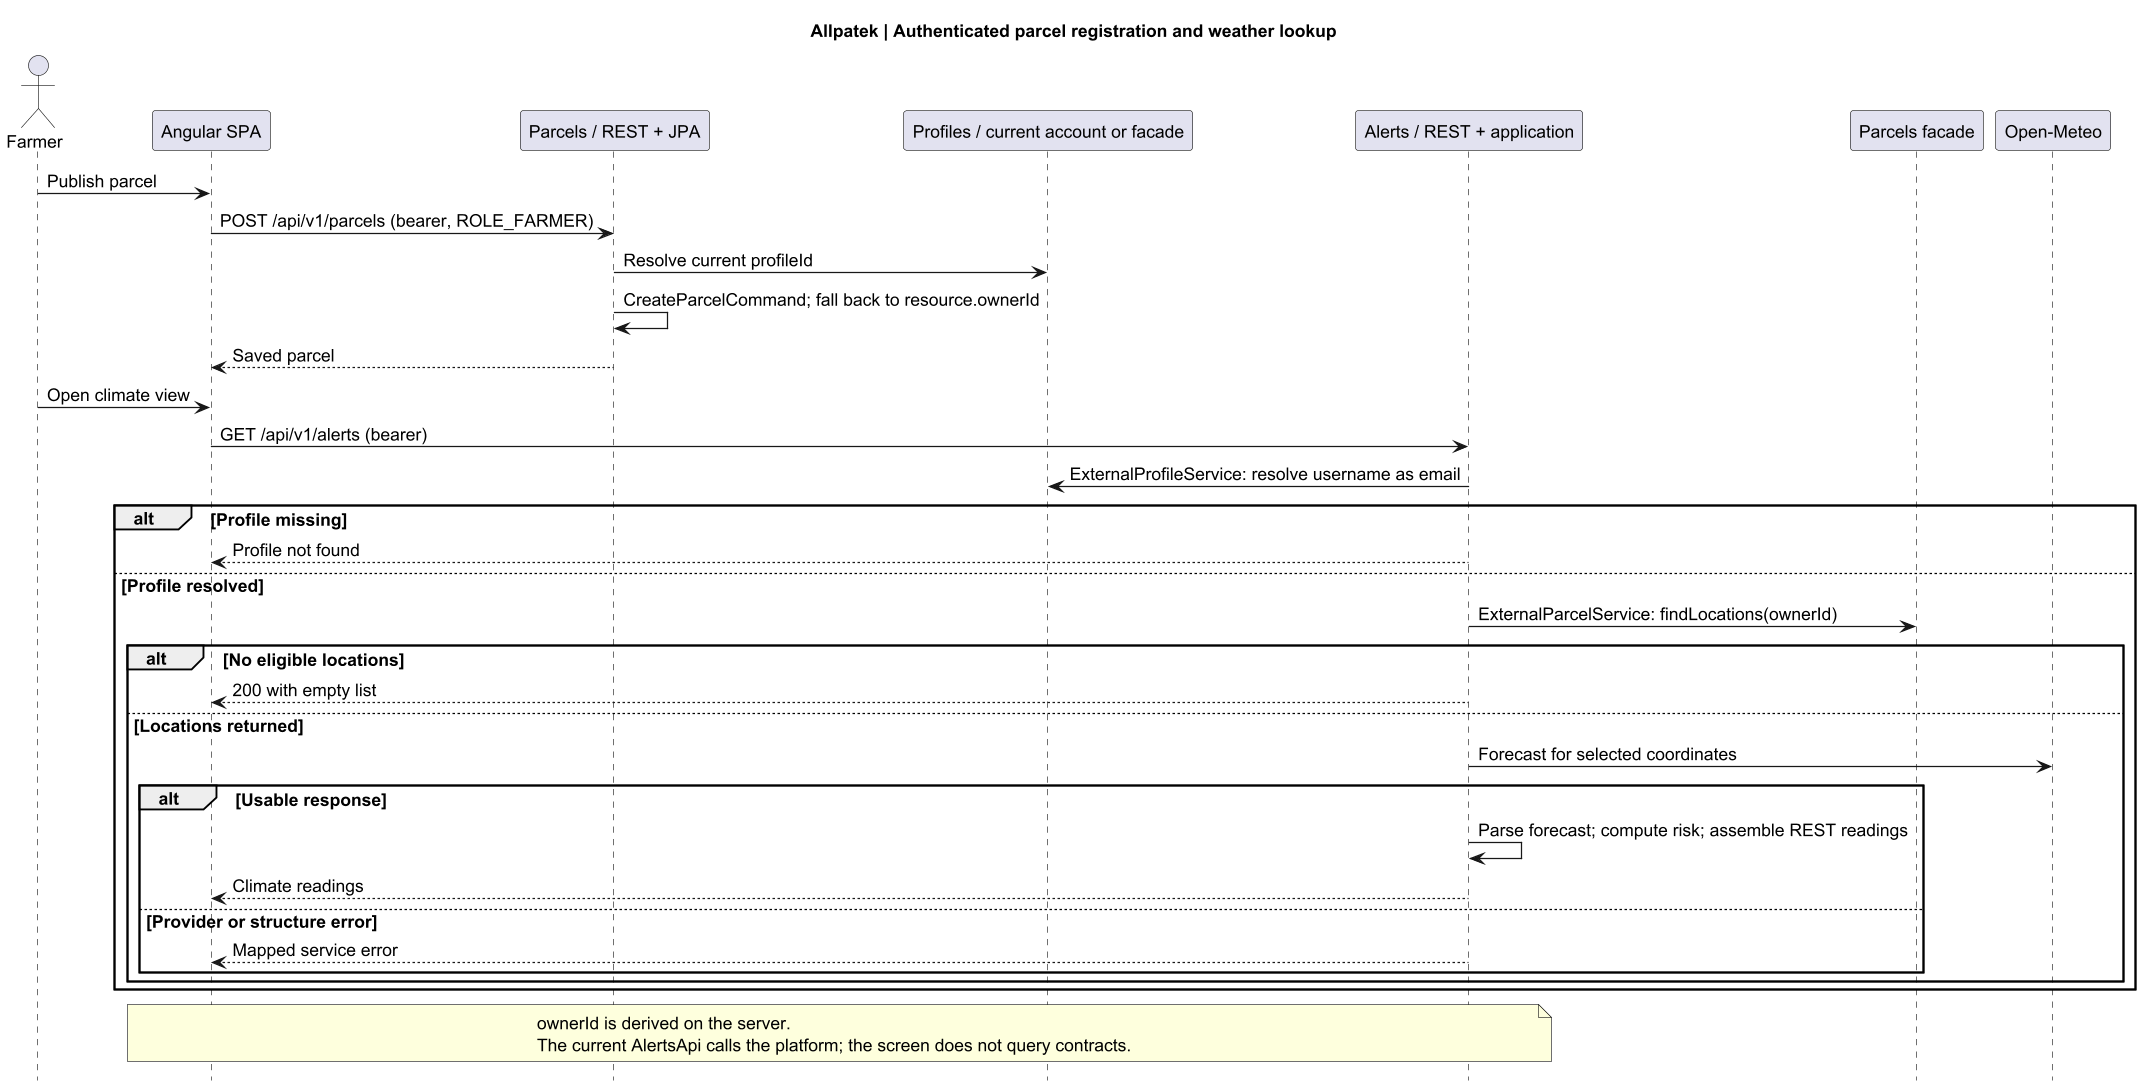 Allpatek | Authenticated parcel registration and weather lookup
Farmer
Angular SPA
Parcels / REST + JPA
Profiles / current account or facade
Alerts / REST + application
Parcels facade
Open-Meteo
Publish parcel
POST /api/v1/parcels (bearer, ROLE_FARMER)
Resolve current profileId
CreateParcelCommand; fall back to resource.ownerId
Saved parcel
Open climate view
GET /api/v1/alerts (bearer)
ExternalProfileService: resolve username as email
alt
[Profile missing]
Profile not found
[Profile resolved]
ExternalParcelService: findLocations(ownerId)
alt
[No eligible locations]
200 with empty list
[Locations returned]
Forecast for selected coordinates
alt
[Usable response]
Parse forecast; compute risk; assemble REST readings
Climate readings
[Provider or structure error]
Mapped service error
ownerId is derived on the server.
The current AlertsApi calls the platform; the screen does not query contracts.